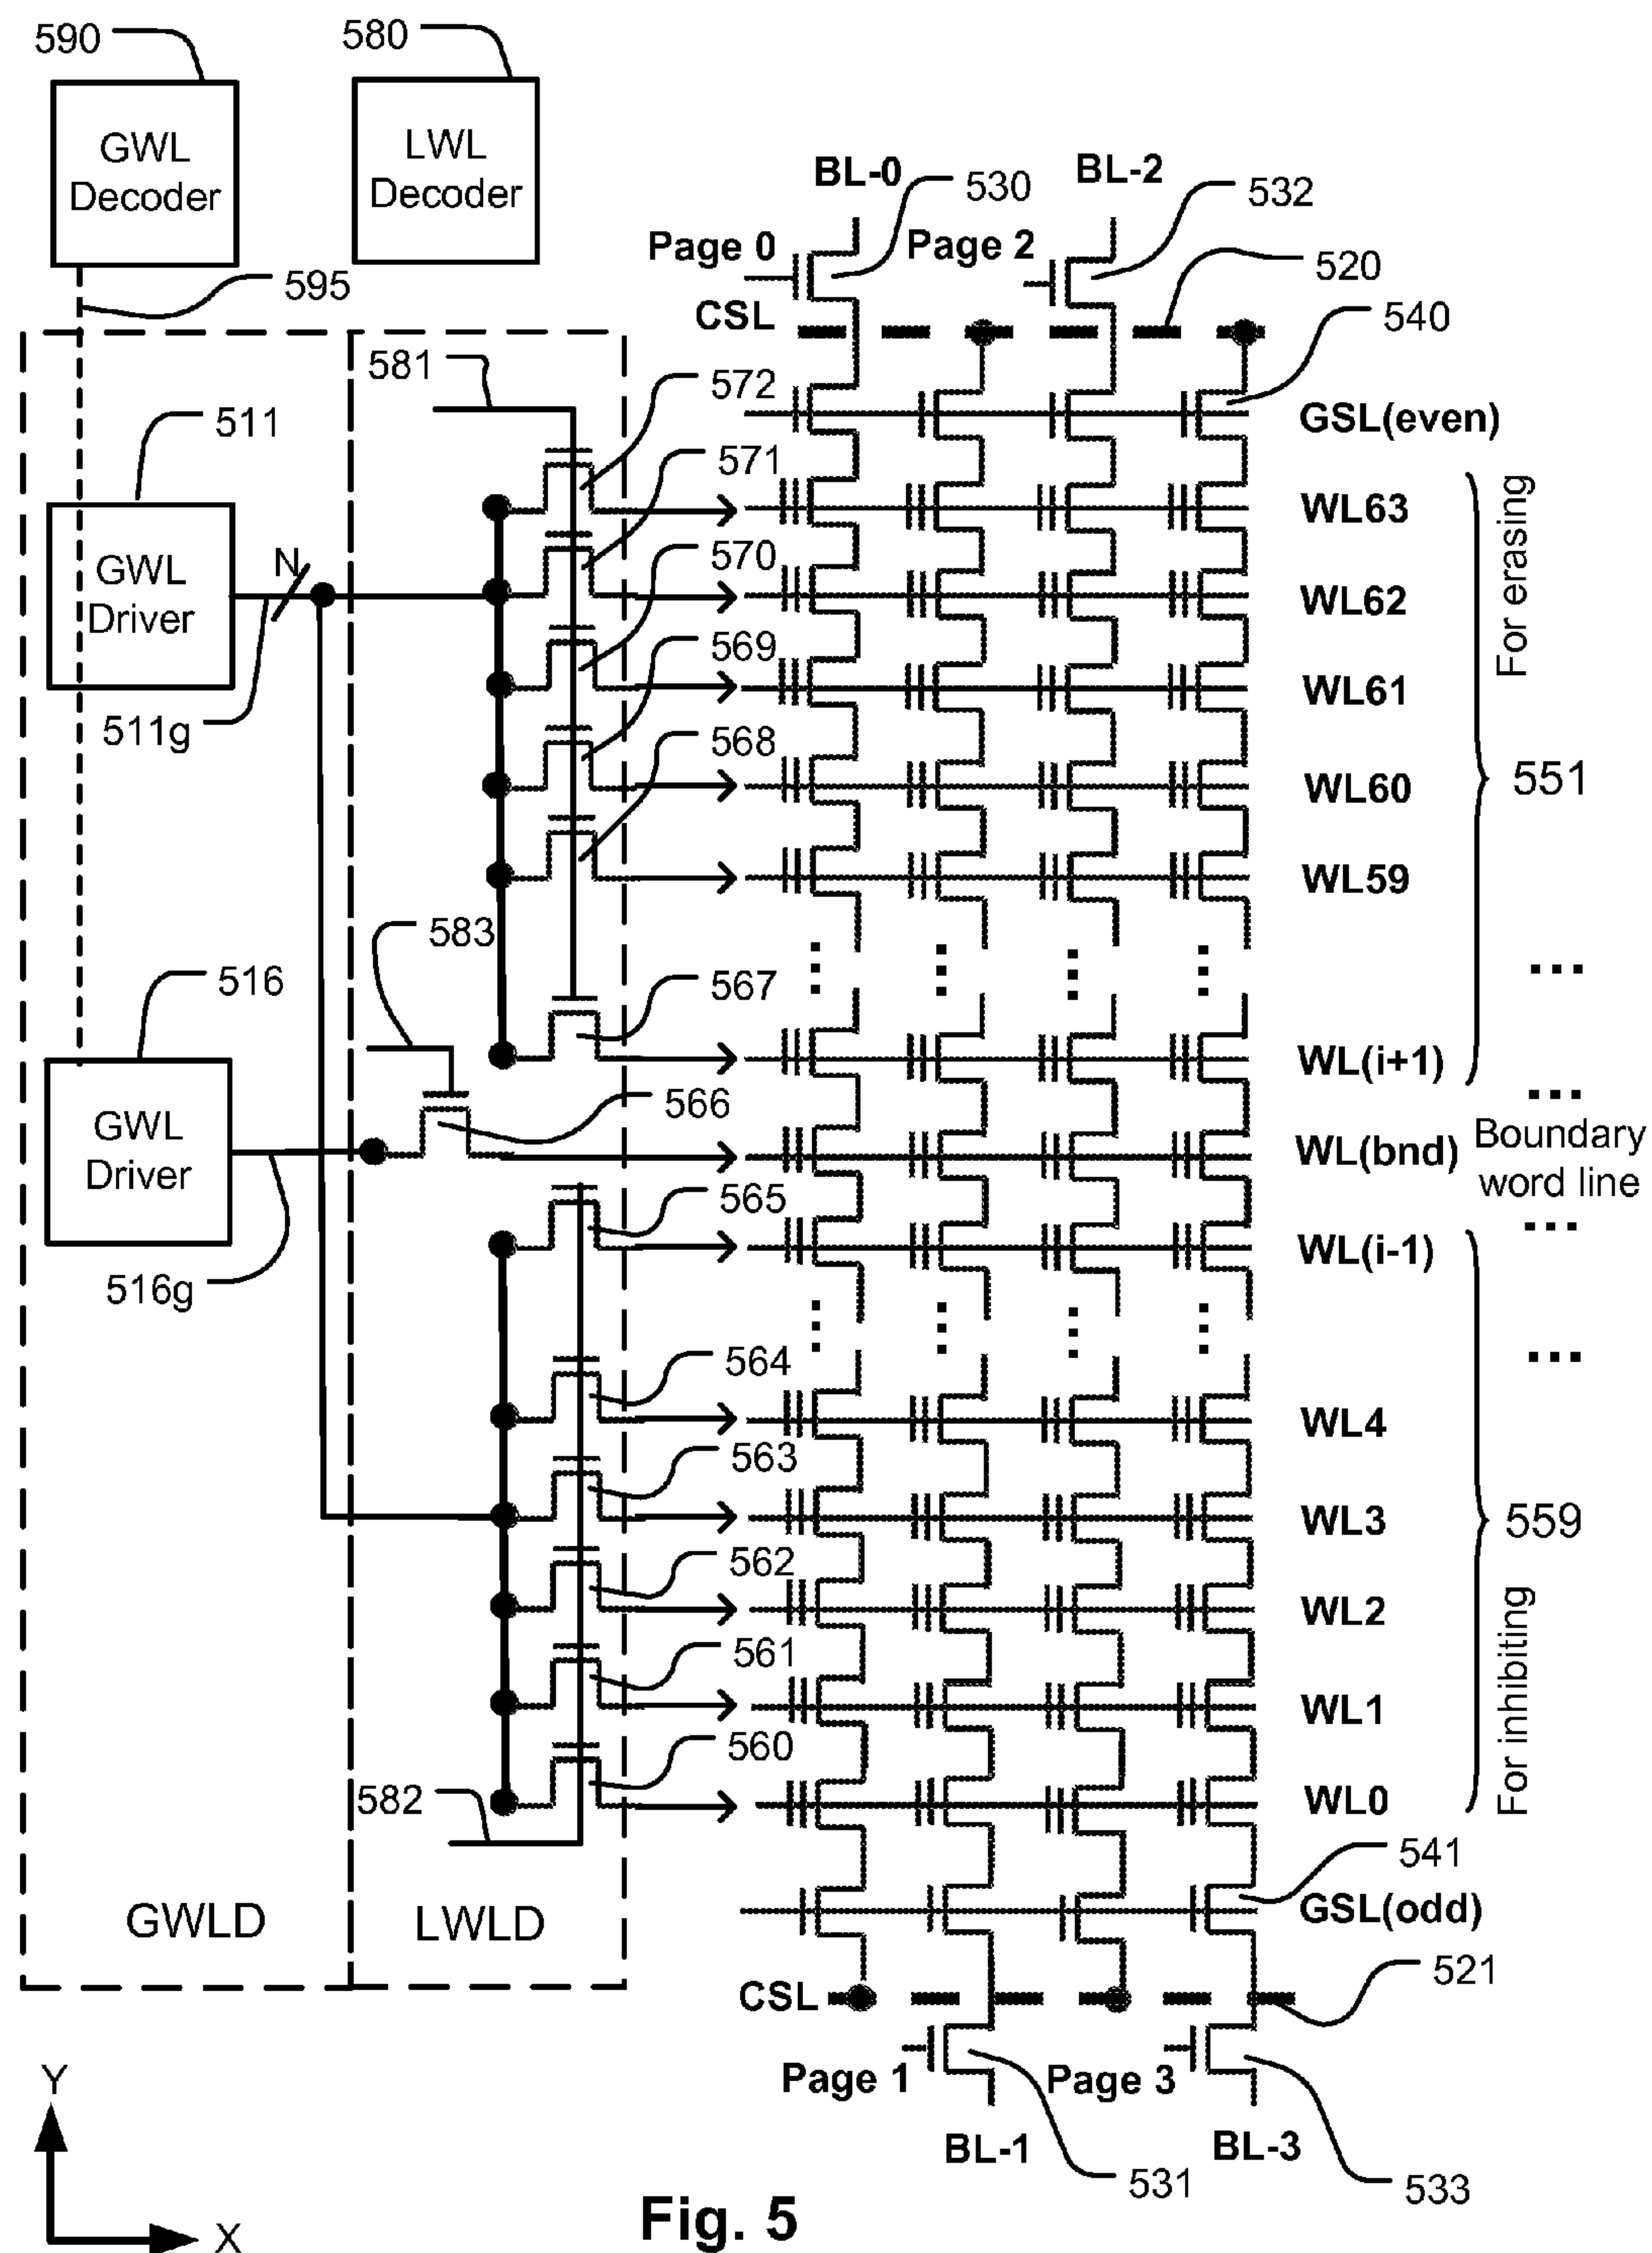 590
580
GWL
Decoder
LWL
Decoder
BL-0
530
BL-2
532
Page 0
Page 2
595
CSL
520
540
581
572
GSL(even)
511
571
WL63
For erasing
GWL
Driver
N
570
WL62
569
WL61
511g
568
WL60
551
WL59
583
...
516
567
WL(i+1)
...
GWL
Driver
566
WL(bnd)
Boundary
word line
...
565
WL(i-1)
516g
...
564
WL4
563
WL3
559
562
WL2
For inhibiting
561
WL1
560
WL0
582
541
GWLD
LWLD
GSL(odd)
521
CSL
Page 1
Page 3
Y
BL-1
531
BL-3
533
X
Fig. 5